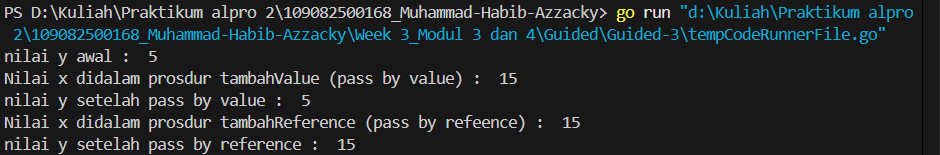 PS D:\Kuliah\Praktikum alpro 2\109082500168_Muhammad-Habib-Azzacky> go run "d:\Kuliah\Praktikum alpro
2\109082500168_Muhammad-Habib-Azzacky\Week 3_Modul 3 dan 4\Guided\Guided-3\tempCodeRunnerFile.go"
nilai y awal :  5
Nilai x didalam prosdur tambahValue (pass by value) :  15
nilai y setelah pass by value :  5
Nilai x didalam prosdur tambahReference (pass by refeence) :  15
nilai y setelah pass by reference :  15